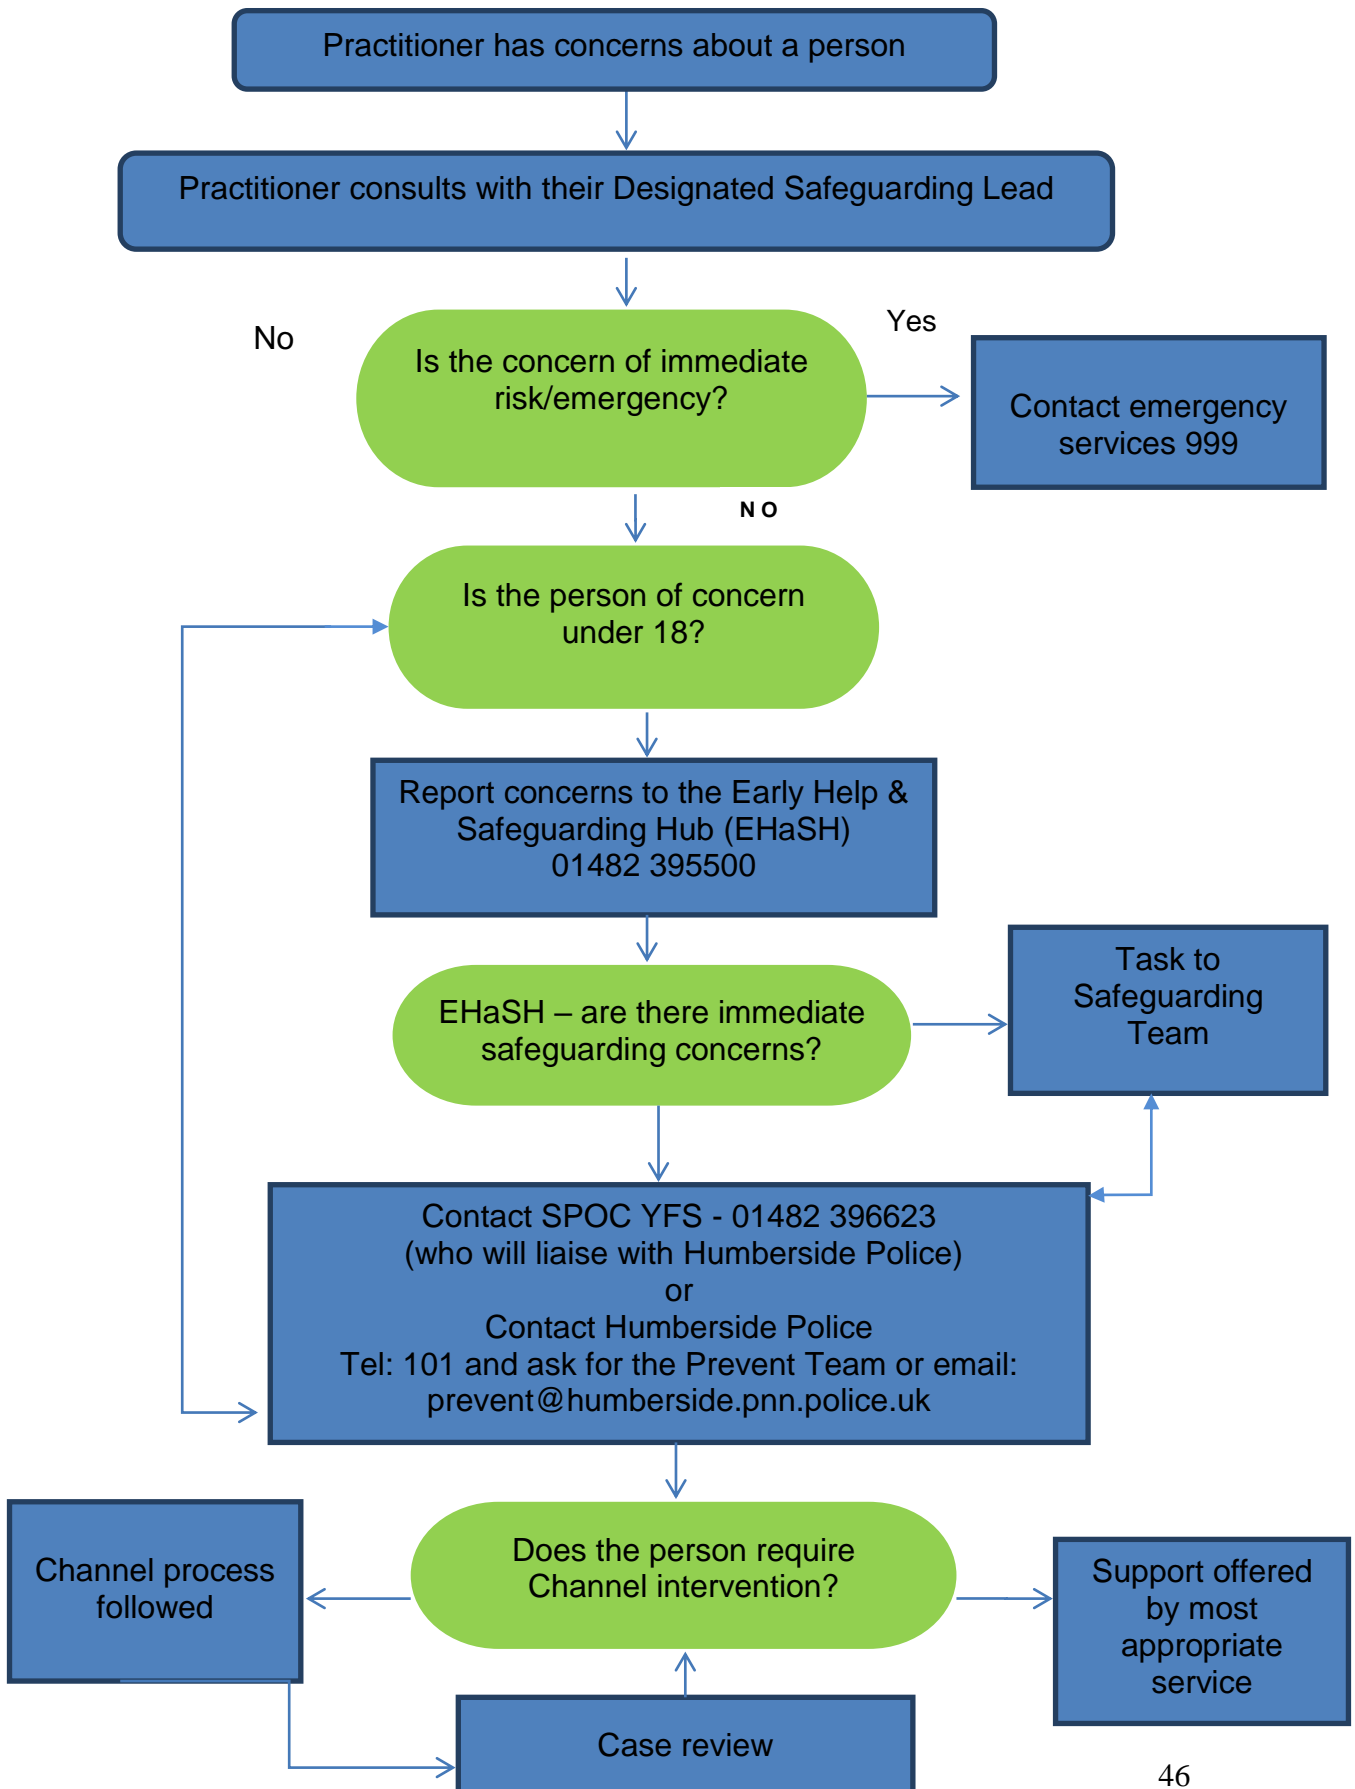 Practitioner has concerns about a person
Practitioner consults with their Designated Safeguarding Lead
No
Yes
Is the concern of immediate
risk/emergency?
Contact emergency
services 999
N O
Is the person of concern
under 18?
Report concerns to the Early Help &
Safeguarding Hub (EHaSH)
01482 395500
EHaSH – are there immediate
safeguarding concerns?
Task to
Safeguarding
Team
Contact SPOC YFS - 01482 396623
(who will liaise with Humberside Police)
or
Contact Humberside Police
Tel: 101 and ask for the Prevent Team or email:
prevent@humberside.pnn.police.uk
Channel process
followed
Does the person require
Channel intervention?
Support offered
by most
appropriate
service
Case review
46